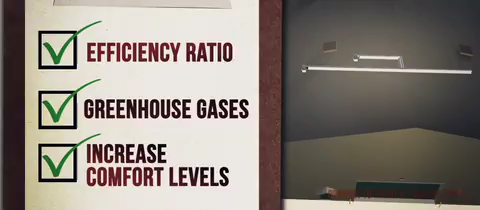 EFFICIENCY RATIO
GREENHOUSE GASES
INCREASE
COMFORT LEVELS